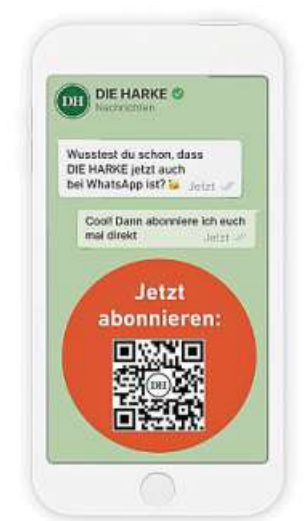 DH DIE HARKE
Nachrichten
Wusstest du schon, dass
DIE HARKE jetzt auch
bei WhatsApp ist? Jetzt
Cool! Dann abonniere ich euch
mal direkt Jetzt
Jetzt
abonnieren:
DH